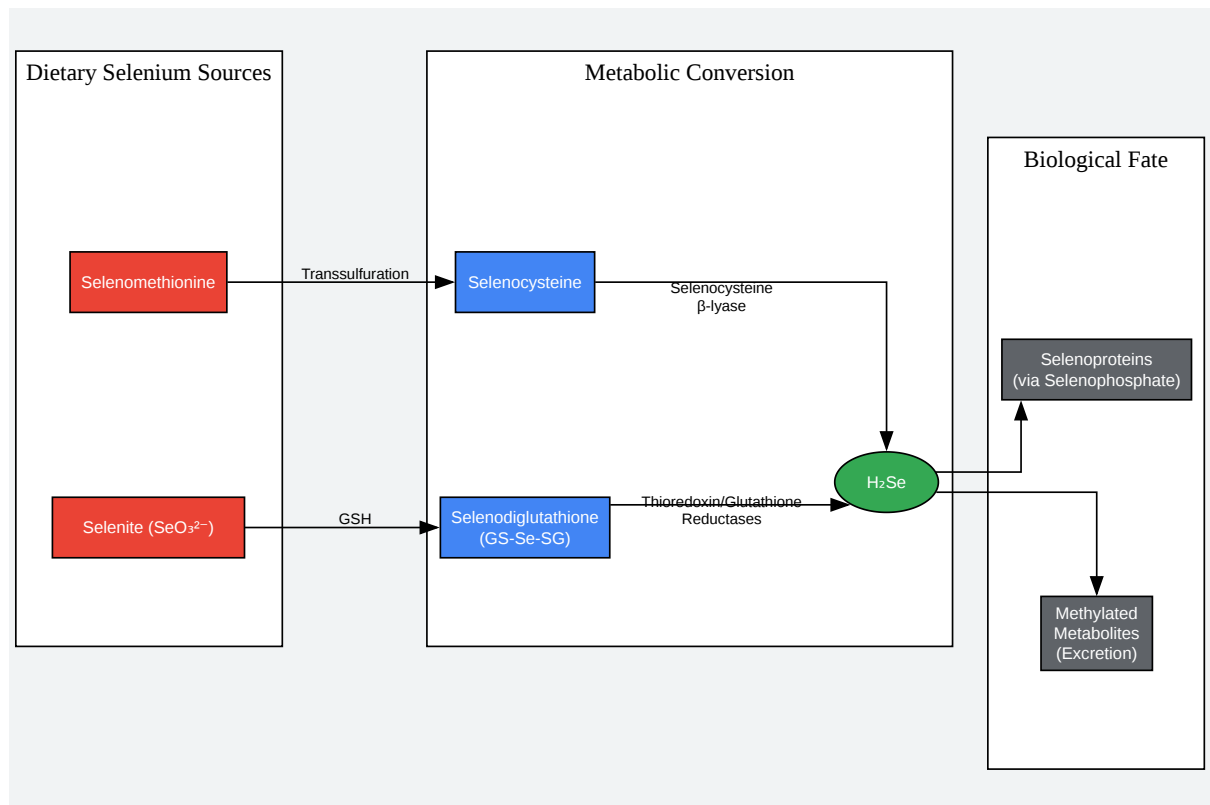 Dietary Selenium Sources
Metabolic Conversion
Biological Fate
Selenomethionine
Transsulfuration
Selenocysteine
Selenocysteine
β-lyase
Selenoproteins
(via Selenophosphate)
H₂Se
Selenite (SeO₃²⁻)
GSH
Selenodiglutathione
(GS-Se-SG)
Thioredoxin/Glutathione
Reductases
Methylated
Metabolites
(Excretion)